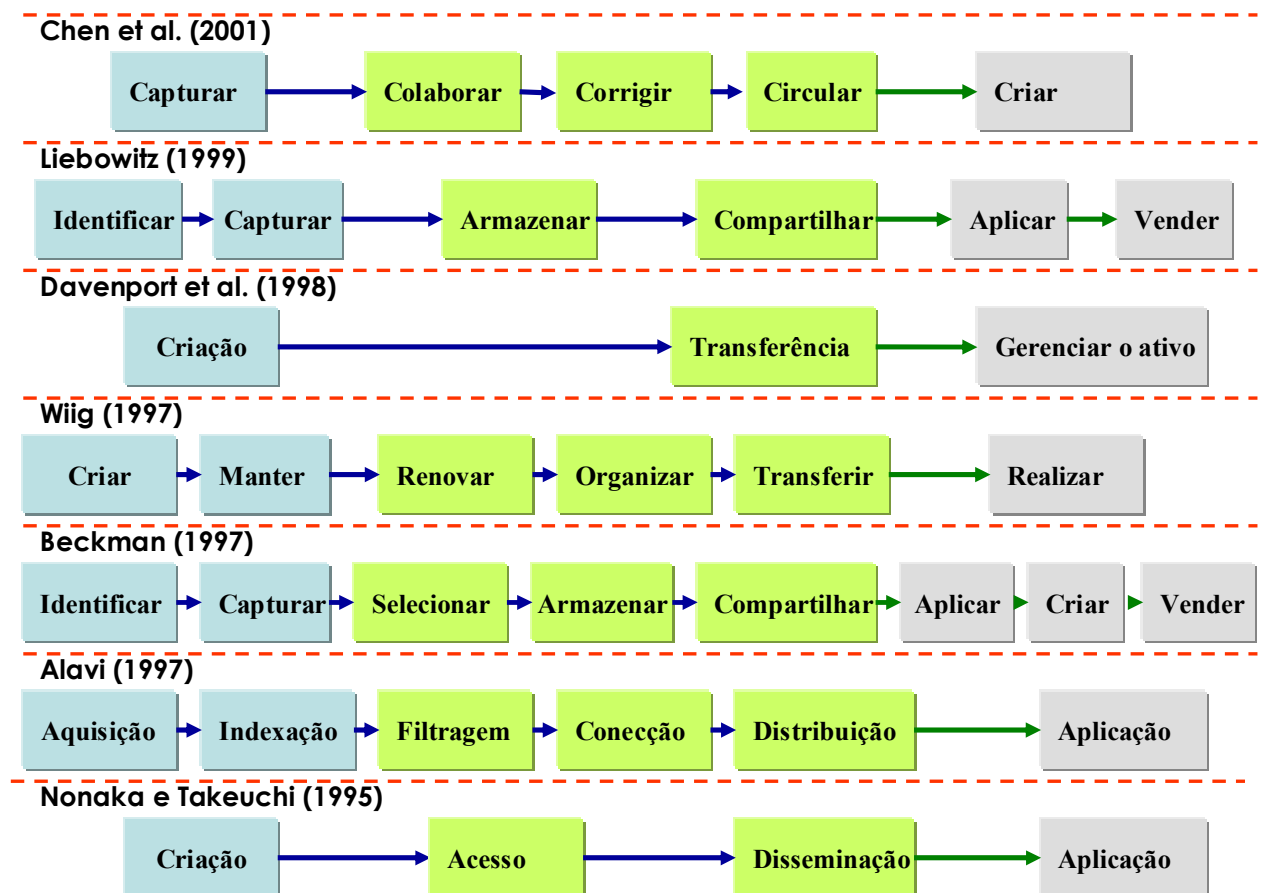 Chen et al. (2001)
Capturar Colaborar Corrigir Circular Criar
Liebowitz (1999)
Identificar Capturar Armazenar Compartilhar Aplicar Vender
Davenport et al. (1998)
Criação Transferência Gerenciar o ativo
Wiig (1997)
Criar Manter Renovar Organizar Transferir Realizar
Beckman (1997)
Identificar Capturar Selecionar Armazenar Compartilhar Aplicar Criar Vender
Alavi (1997)
Aquisição Indexação Filtragem Conecção Distribuição Aplicação
Nonaka e Takeuchi (1995)
Criação Acesso Disseminação Aplicação